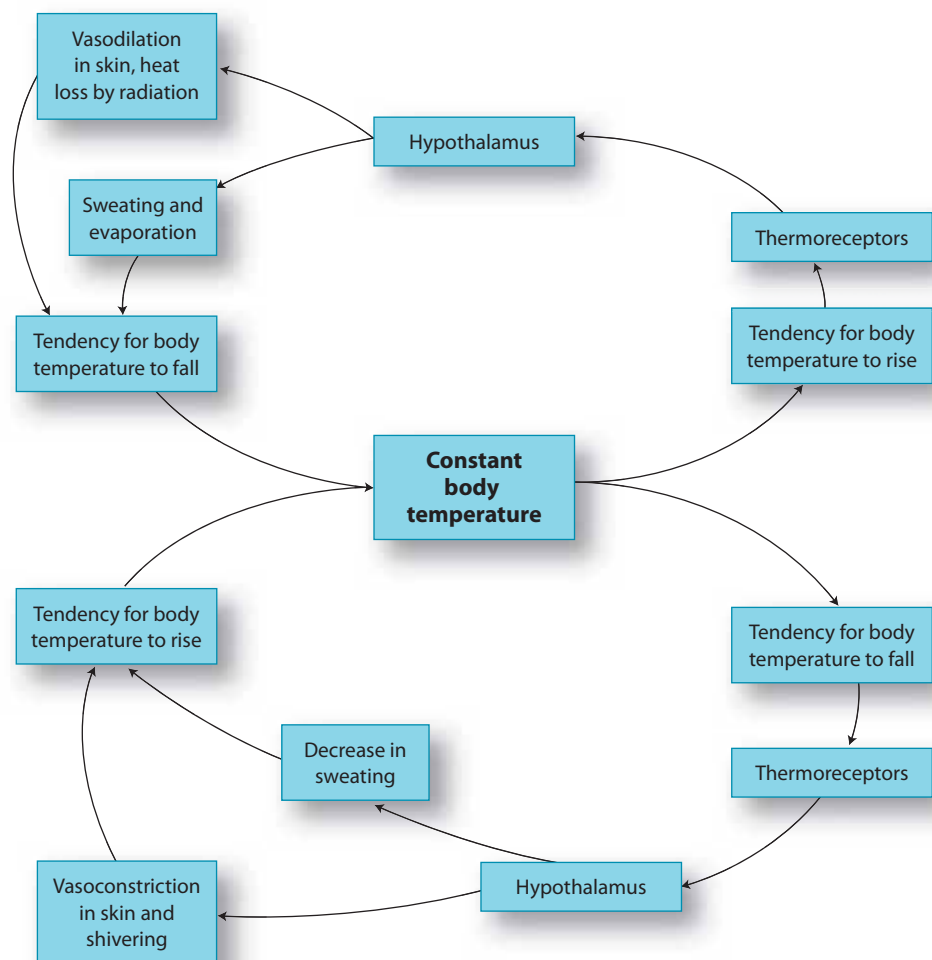 Vasodilation
in skin, heat
loss by radiation
Hypothalamus
Sweating and
evaporation
Thermoreceptors
Tendency for body
temperature to fall
Tendency for body
temperature to rise
Constant
body
temperature
Tendency for body
temperature to rise
Tendency for body
temperature to fall
Decrease in
sweating
Thermoreceptors
Vasoconstriction
in skin and
shivering
Hypothalamus